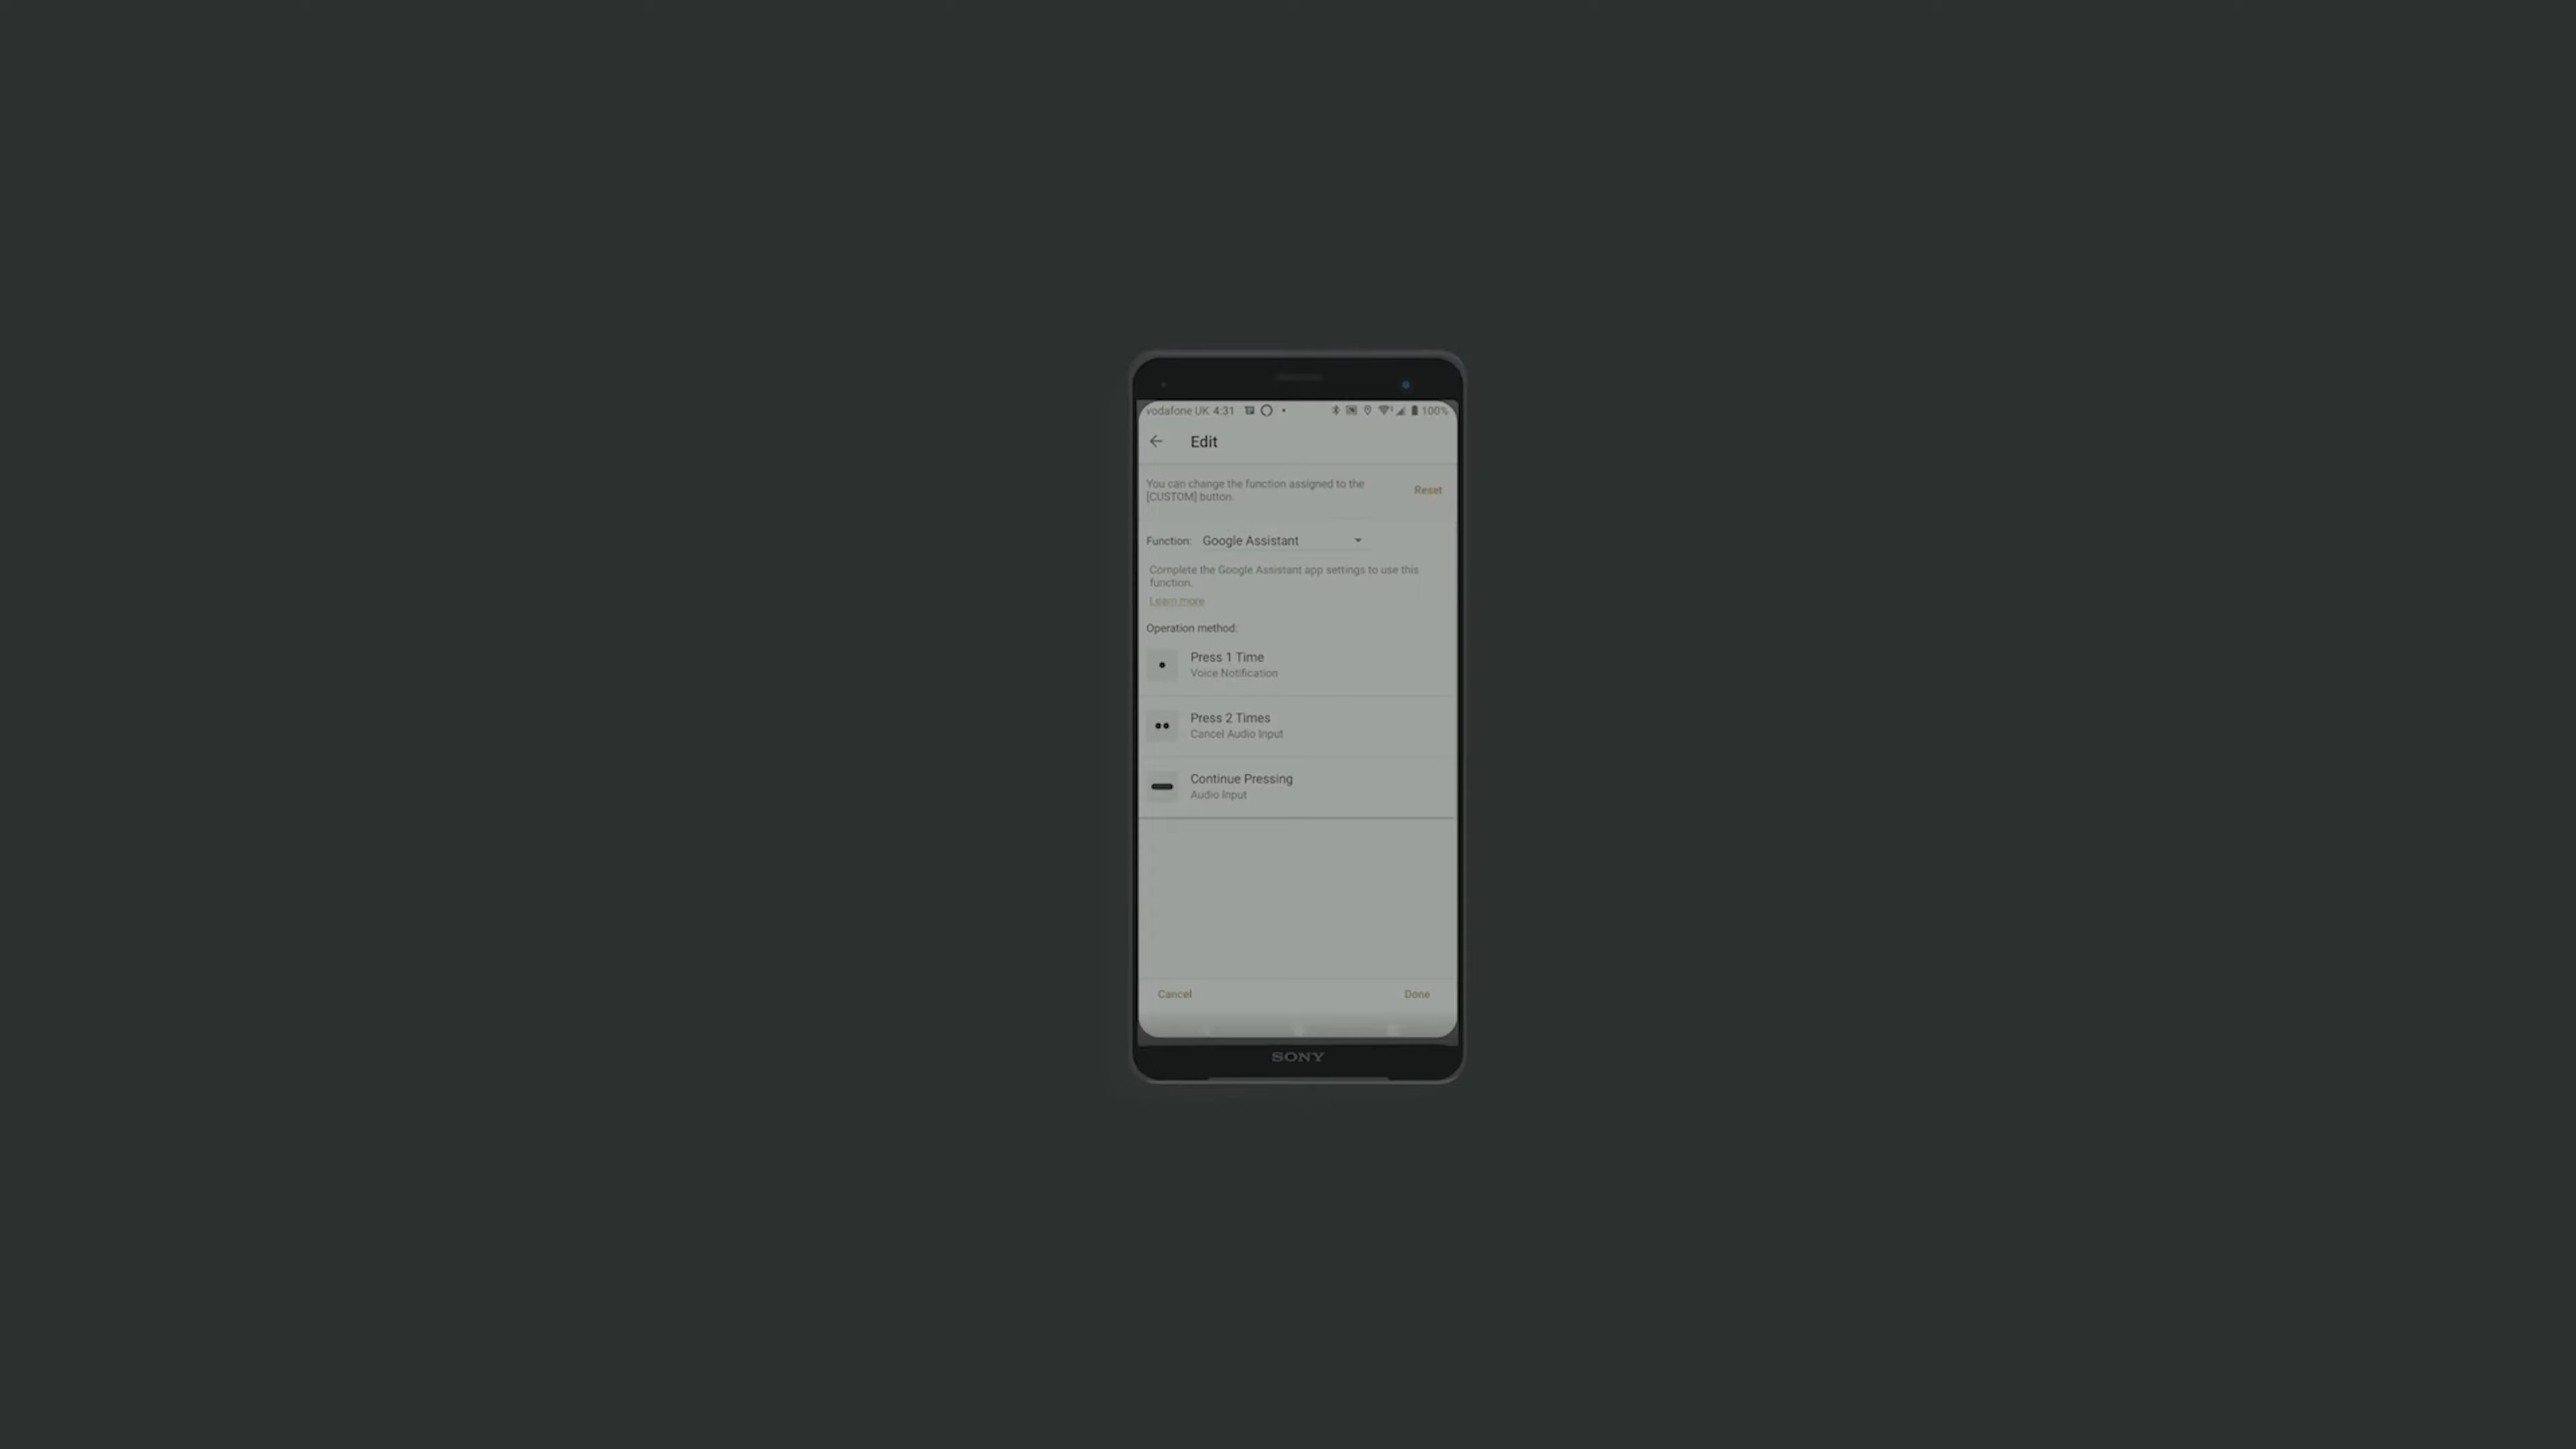 vodafone UK 4:31
100%
Edit
You can change the function assigned to the
[CUSTOM] button.
Reset
Function: Google Assistant
Complete the Google Assistant app settings to use this
function.
Learn more
Operation method:
Press 1 Time
Voice Notification
Press 2 Times
Cancel Audio Input
Continue Pressing
Audio Input
Cancel
Done
SONY